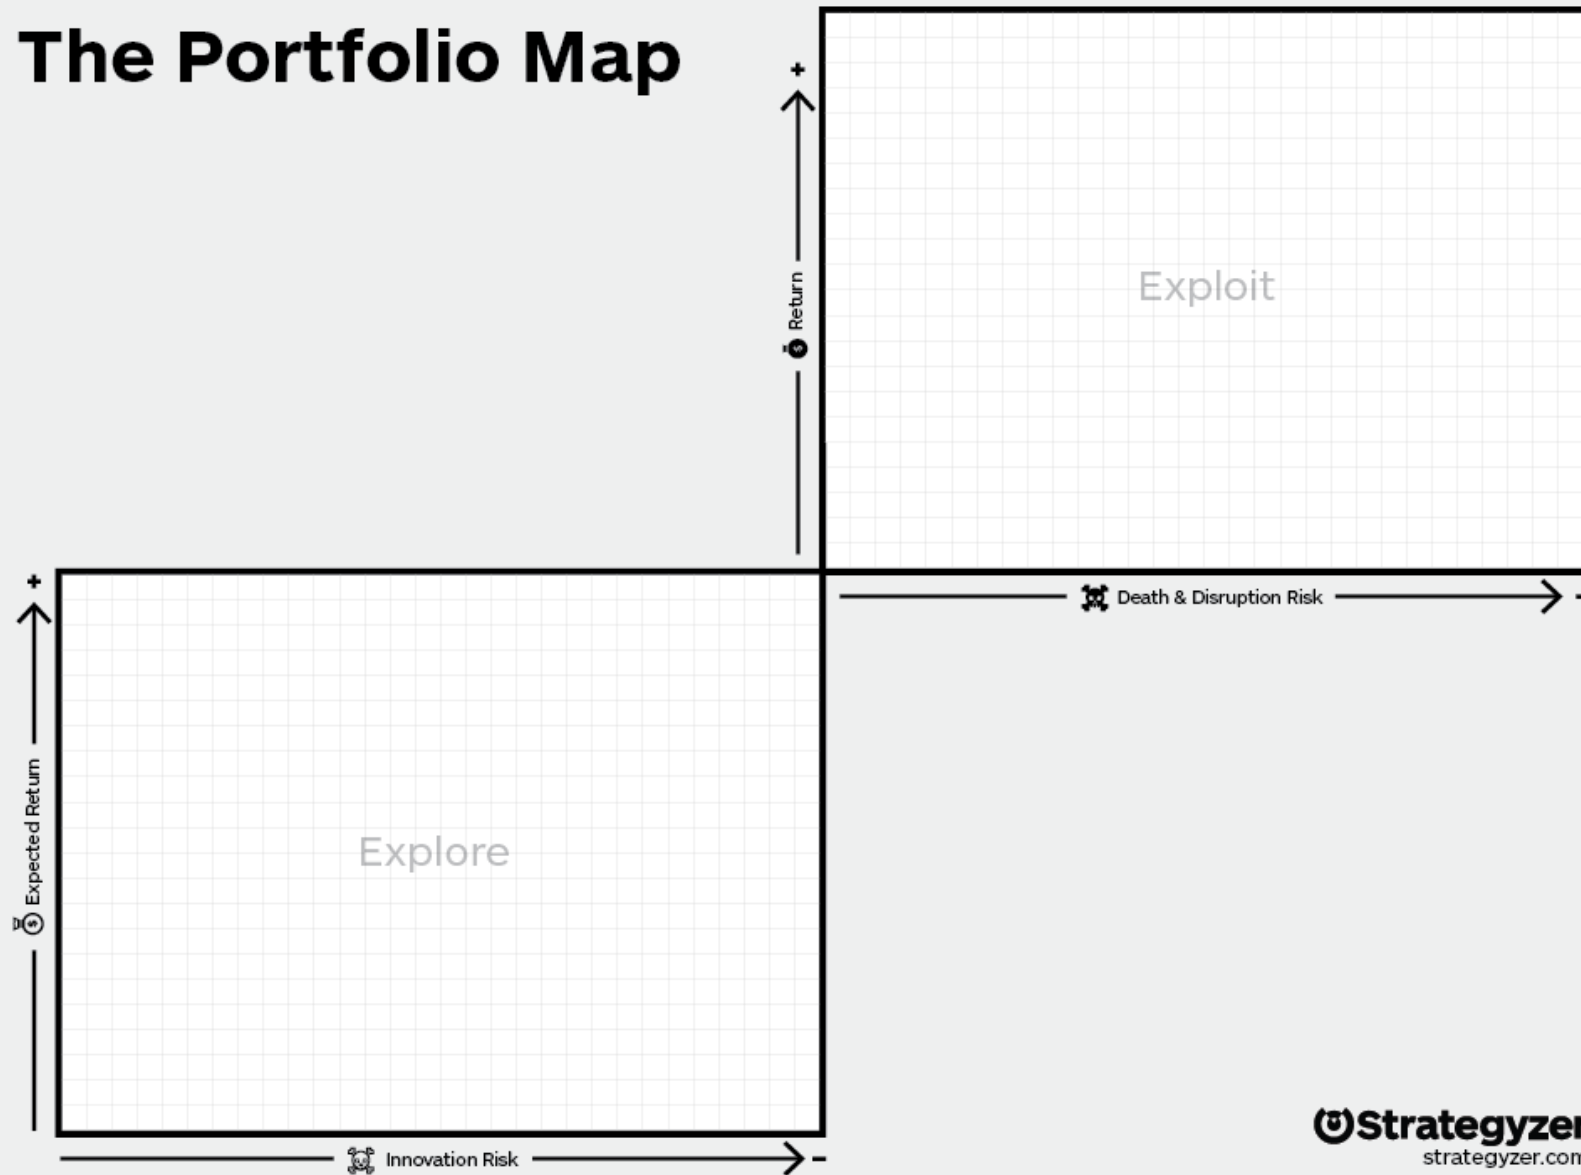 The Portfolio Map
+
Return
Exploit
Death & Disruption Risk -
+
Expected Return
Explore
Innovation Risk -
Strategyzer
strategyzer.com